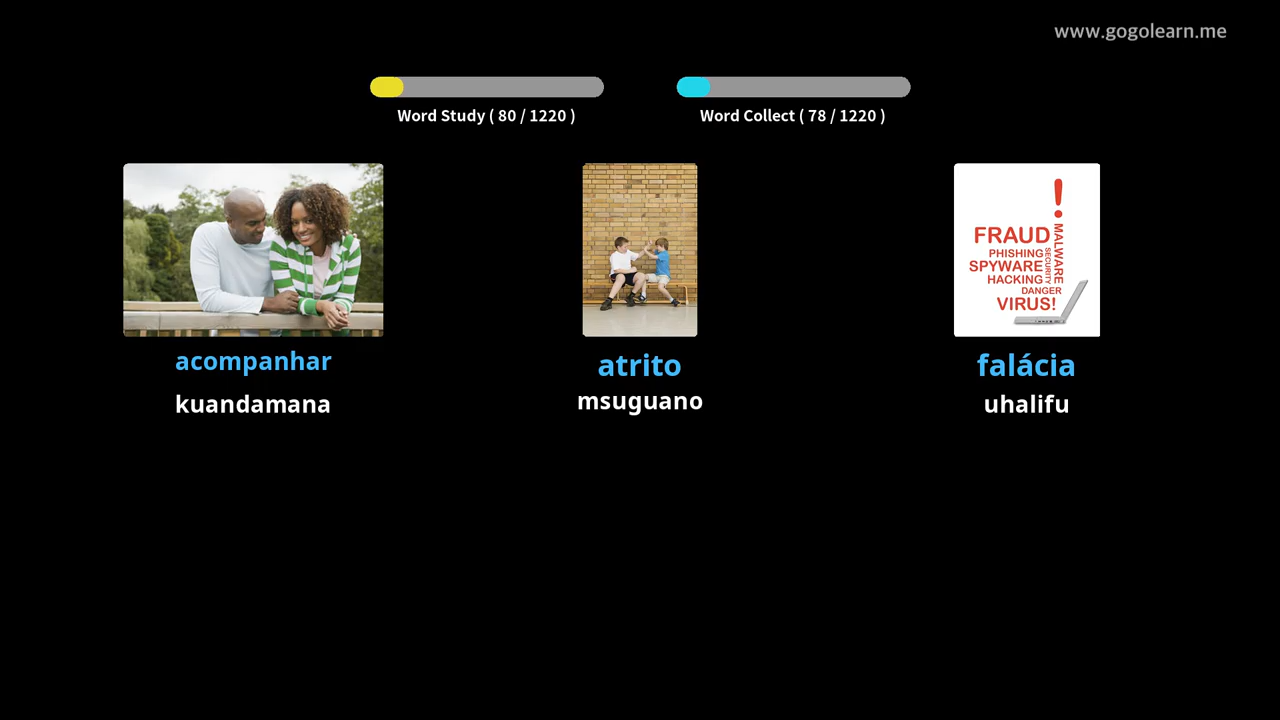 www.gogolearn.me
Word Study ( 80 / 1220 )
Word Collect ( 78 / 1220 )
!
FRAUD
PHISHING
SPYWARE
HACKING
DANGER
VIRUS!
MALWARE
SECURITY
acompanhar
kuandamana
atrito
msuguano
falácia
uhalifu